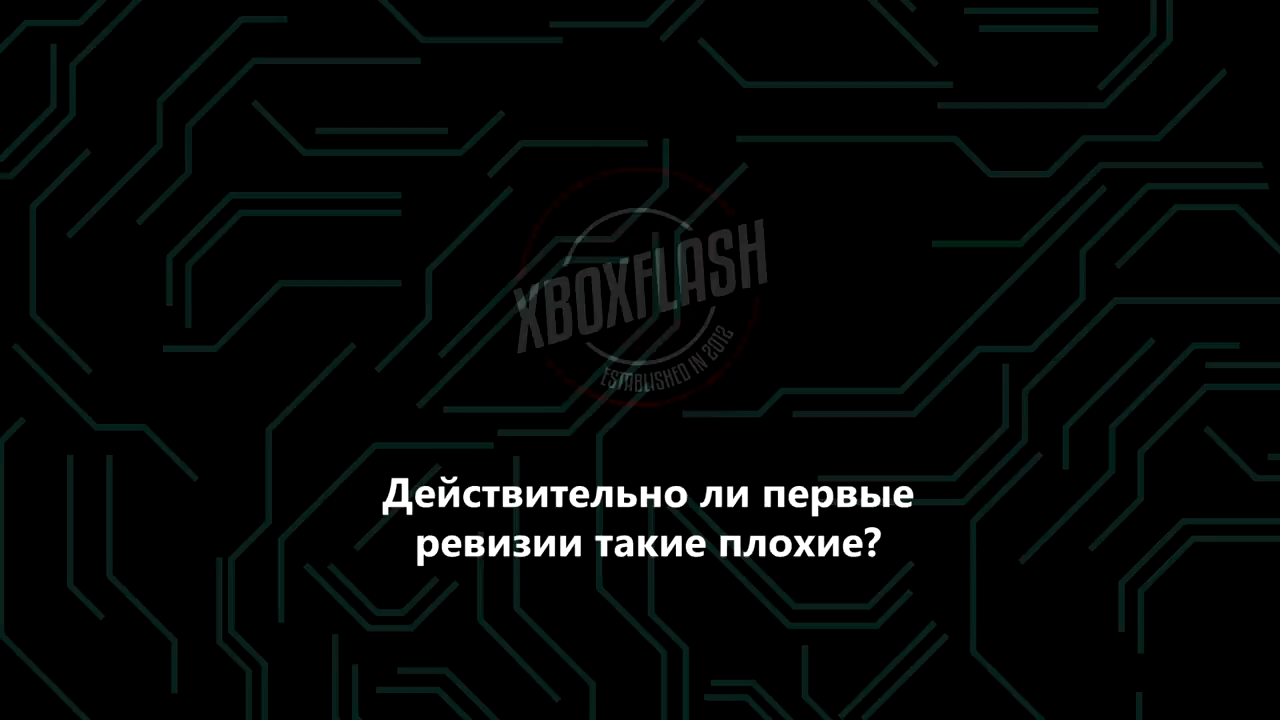 XBOXFLASH
ESTABLISHED IN 2012
Действительно ли первые
ревизии такие плохие?